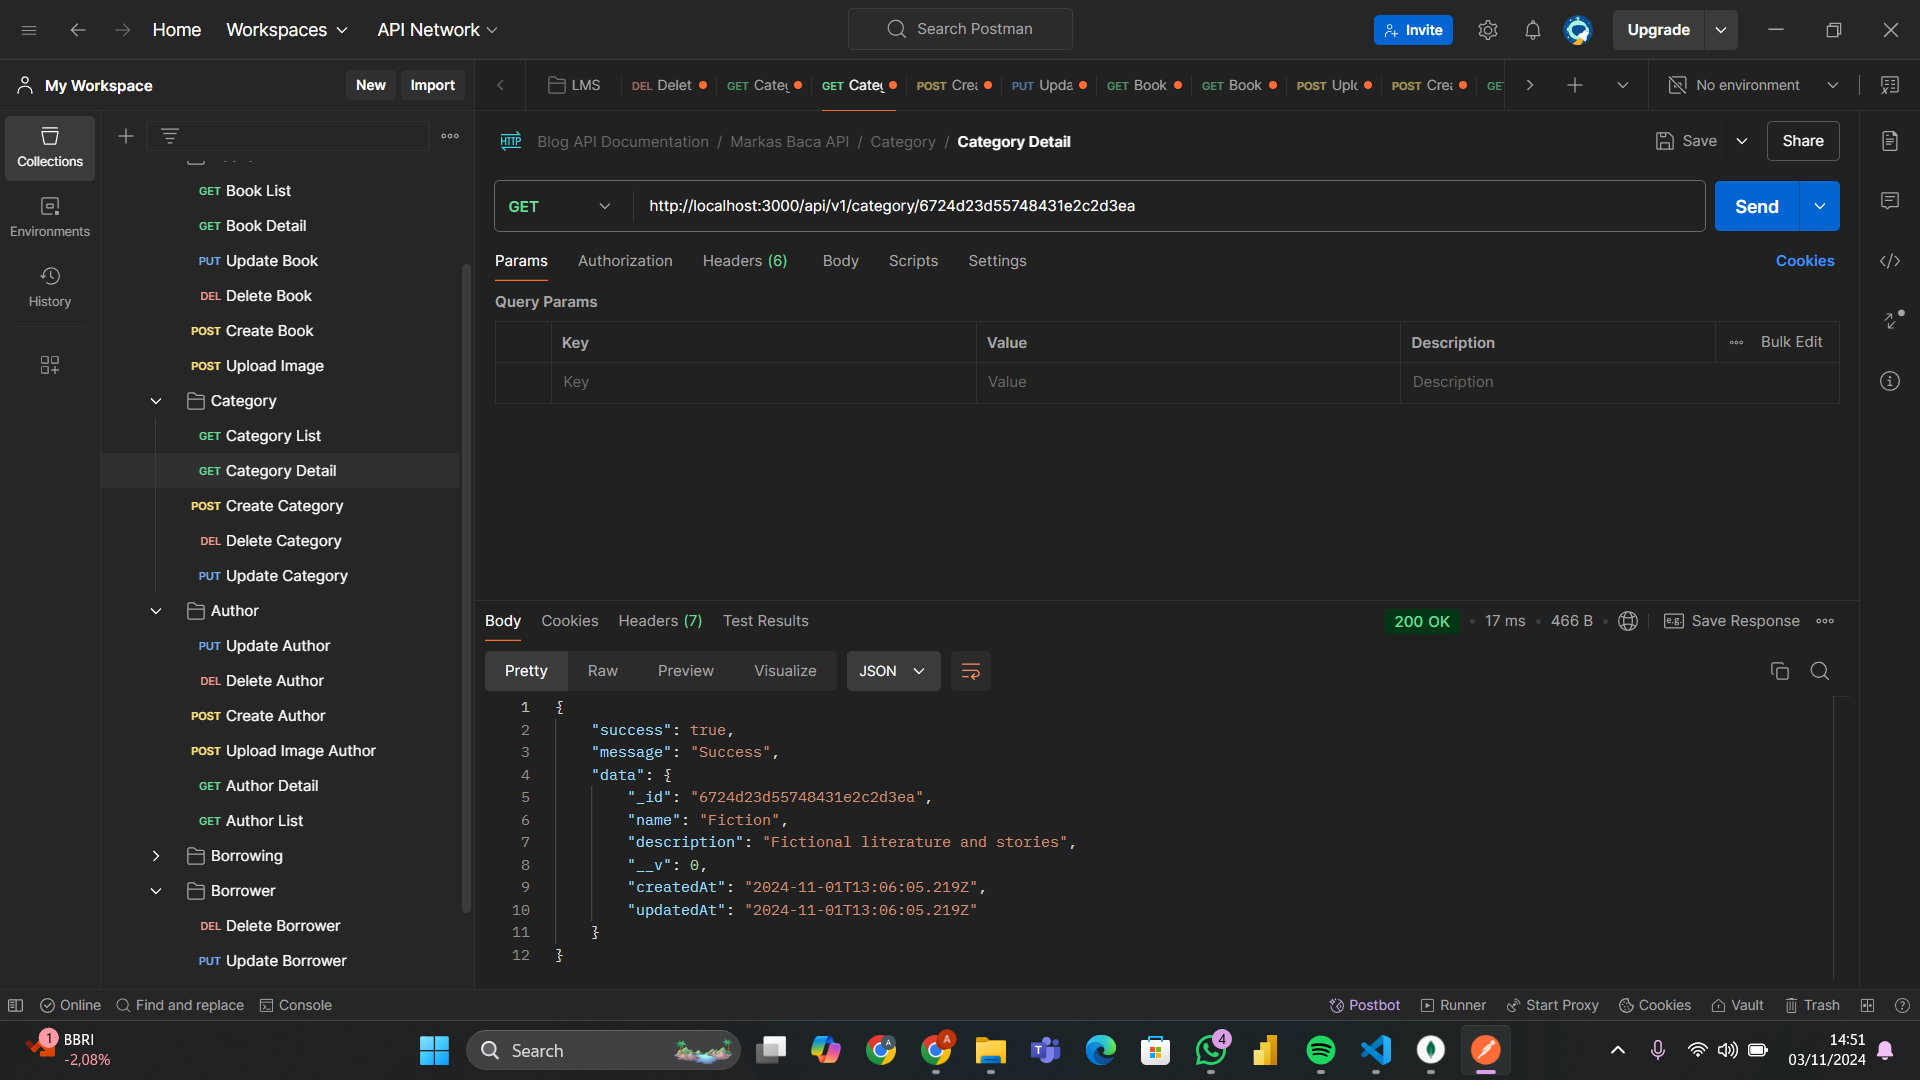 Home
Workspaces
API Network
Search Postman
Invite
Upgrade
My Workspace
New
Import
LMS
DEL Delet
GET Categ
GET Categ
POST Crea
PUT Upda
GET Book
GET Book
POST Uplo
POST Crea
GET
No environment
Collections
Environments
History
GET Book List
GET Book Detail
PUT Update Book
DEL Delete Book
POST Create Book
POST Upload Image
Category
GET Category List
GET Category Detail
POST Create Category
DEL Delete Category
PUT Update Category
Author
PUT Update Author
DEL Delete Author
POST Create Author
POST Upload Image Author
GET Author Detail
GET Author List
Borrowing
Borrower
DEL Delete Borrower
PUT Update Borrower
HTTP
Blog API Documentation / Markas Baca API / Category / Category Detail
Save
Share
GET
http://localhost:3000/api/v1/category/6724d23d55748431e2c2d3ea
Send
Params
Authorization
Headers (6)
Body
Scripts
Settings
Cookies
Query Params
Key
Value
Description
Bulk Edit
Key
Value
Description
Body
Cookies
Headers (7)
Test Results
200 OK
17 ms
466 B
e.g.
Save Response
Pretty
Raw
Preview
Visualize
JSON
1 {
2 "success": true,
3 "message": "Success",
4 "data": {
5 "_id": "6724d23d55748431e2c2d3ea",
6 "name": "Fiction",
7 "description": "Fictional literature and stories",
8 "__v": 0,
9 "createdAt": "2024-11-01T13:06:05.219Z",
10 "updatedAt": "2024-11-01T13:06:05.219Z"
11 }
12 }
Online
Find and replace
Console
Postbot
Runner
Start Proxy
Cookies
Vault
Trash
1
BBRI
-2,08%
Search
A
A
4
14:51
03/11/2024